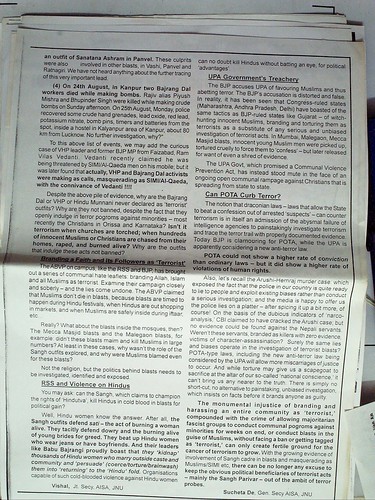 an outfit of Sanatana Ashram in Panvel. These culprits
were also involved in other blasts, in Vashi, Panvel and
Ratnagiri. We have not heard anything about the further tracing
of this very important lead.
(4) On 24th August, in Kanpur two Bajrang Dal
workers died while making bombs. Rajiv alias Piyush
Mishra and Bhupinder Singh were killed while making crude
bombs on Sunday afternoon. On 25th August, Monday, police
recovered some crude hand grenades, lead oxide, red lead,
potassium nitrate, bomb pins, timers and batteries from the
spot, inside a hostel in Kalyanpur area of Kanpur, about 80
km from Lucknow. No further investigation, why?"
To this above list of events, we may add the curious
case of VHP leader and former BJP MP from Faizabad, Ram
Vilas Vedanti. Vedanti recently claimed he was
being threatened by SIMI/Al-Qaeda men on his mobile, but it
was later found that actually, VHP and Bajrang Dal activists
were making as calls, masquerading as SIMI/Al-Qaeda,
with the connivance of Vedanti !!!!
Despite the above pile of evidence, why are the Bajrang
Dal or VHP or Hindu Munnani never declared as 'terrorist'
outfits? Why are they not banned, despite the fact that they
openly indulge in terror pogroms against minorities – most
recently the Christians in Orissa and Karnataka? Isn't it
terrorism when churches are torched; when hundreds
of innocent Muslims or Christians are chased from their
homes, raped, and burned alive? Why are the outfits
that indulge these acts not banned?
Branding a Faith and its Followers as 'Terrorist'
The ABVP on campus, like the RSS and BJP has brought
out a series of communal hate leaflets, branding Allah, Islam
and all Muslims as terrorist. Examine their campaign closely
and soberly – and the lies come undone. The ABVP claimed
that Muslims don't die in blasts, because blasts are timed to
happen during Hindu festivals, when Hindus are out shopping
in markets, and when Muslims are safely inside during iftaar,
etc.
Really? What about the blasts inside the mosques, then?
The Mecca Masjid blasts and the Malegaon blasts, for
example: didn't these blasts maim and kill Muslims in large
numbers? At least in these cases, why wasn't the role of the
Sangh outfits explored, and why were Muslims blamed even
for these blasts?
Not the religion, but the politics behind blasts needs to
be investigated, identified and exposed.
RSS and Violence on Hindus
You may ask: can the Sangh, which claims to champion
the rights of 'Hindutva', kill Hindus in cold blood in blasts for
political gain?
Well, Hindu women know the answer. After all, the
Sangh outfits defend sati – the act of burning a woman
alive. They tacitly defend dowry and the burning alive
of young brides for greed. They beat up Hindu women
who wear jeans or have boyfriends. And their leaders
like Babu Bajrangi proudly boast that they 'kidnap'
thousands of Hindu women who marry outside caste and
community and 'persuade' (coerce/torture/brainwash)
them into 'returning' to the 'Hindu' fold. Organisations
capable of such cold-blooded violence against Hindu women
Vishal, Jt. Secy, AISA, JNU
can no doubt kill Hindus without batting an eye, for political
'advantages'
UPA Government's Treachery
The BJP accuses UPA of favouring Muslims and thus
abetting terror. The BJP's accusation is distorted and false.
In reality, it has been seen that Congress-ruled states
(Maharashtra, Andhra Pradesh, Delhi) have boasted of the
same tactics as BJP-ruled states like Gujarat – of witch-
hunting innocent Muslims, branding and torturing them as
terrorists as a substitute of any serious and unbiased
investigation of terrorist acts. In Mumbai, Malegaon, Mecca
Masjid blasts, innocent young Muslim men were picked up,
tortured cruelly to force them to "confess" – but later released
for want of even a shred of evidence.
The UPA Govt, which promised a Communal Violence
Prevention Act, has instead stood mute in the face of an
ongoing open communal rampage against Christians that is
spreading from state to state.
Can POTA Curb Terror?
The notion that draconian laws – laws that allow the State
to beat a confession out of arrested 'suspects' – can counter
terrorism is in itself an admission of the abysmal failure of
intelligence agencies to painstakingly investigate terrorism
and trace the terror trail with properly documented evidence
Today BJP is clamouring for POTA, while the UPA is
apparently considering a new anti-terror law.
POTA could not show a higher rate of conviction
than ordinary laws – but it did show a higher rate of
violations of human rights.
Also, let's recall the Arushi-Hemraj murder case, which
exposed the fact that the police in our country is quite ready
to lie to people and exploit existing biases rather than conduct
a serious investigation; and the media is happy to offer us
the police lies on a platter – after spicing it up a bit more, of
course! On the basis of the dubious indicators of narco-
analysis, CBI claimed to have cracked the Arushi case; but
no evidence could be found against the Nepali servants.
Weren't these servants, branded as killers with zero evidence,
victims of character-assassination? Surely the same lies
and biases operate in the investigation of terrorist blasts?
POTA-type laws, including the new anti-terror law being
considered by the UPA will allow more miscarriages of justice
to occur. And while torture may give us a scapegoat to
sacrifice at the altar of our so-called 'national conscience', it
can't bring us any nearer to the truth. There is simply no
short-cut, no alternative to painstaking, unbiased investigation,
which insists on facts before it brands anyone as guilty.
The monumental injustice of branding and
harassing an entire community as 'terrorist,'
combined with the crime of allowing majoritarian
fascist groups to conduct communal pogroms against
minorities for weeks on end, or conduct blasts in the
guise of Muslims, without facing a ban or getting tagged
as 'terrorist,' can only create fertile ground for the
cancer of terrorism to grow. With the growing evidence of
involvement of Sangh cadre in blasts and masquerading as
Muslims/SIMI etc, there can be no longer any excuse to
keep the obvious political beneficiaries of terrorist acts
– mainly the Sangh Parivar – out of the ambit of terror
probes.
Sucheta De, Gen. Secy AISA, JNU